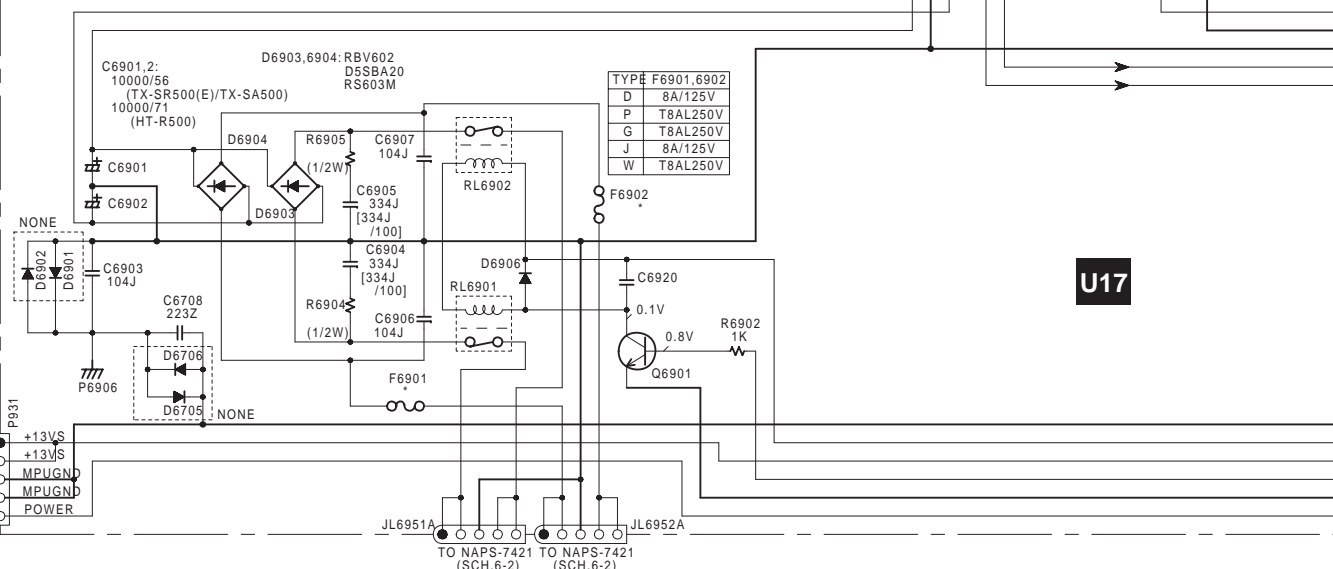 C6901,2:
10000/56
(TX-SR500(E)/TX-SA500)
10000/71
(HT-R500)
D6903,6904: RBV602
D5SBA20
RS603M
TYPE F6901,6902
D 8A/125V
P T8AL250V
G T8AL250V
J 8A/125V
W T8AL250V
D6904
R6905
(1/2W)
C6907
104J
C6901
C6902
RL6902
F6902
*
D6903
C6905
334J
[334J
/100]
NONE
D6902
D6901
C6903
104J
C6904
334J
[334J
/100]
D6906
C6920
U17
RL6901
C6708
223Z
R6904
(1/2W)
C6906
104J
0.1V
0.8V
R6902
1K
D6706
Q6901
P6906
F6901
*
D6705
NONE
P931
+13VS
+13VS
MPUGND
MPUGND
POWER
JL6951A
JL6952A
TO NAPS-7421
(SCH.6-2)
TO NAPS-7421
(SCH.6-2)